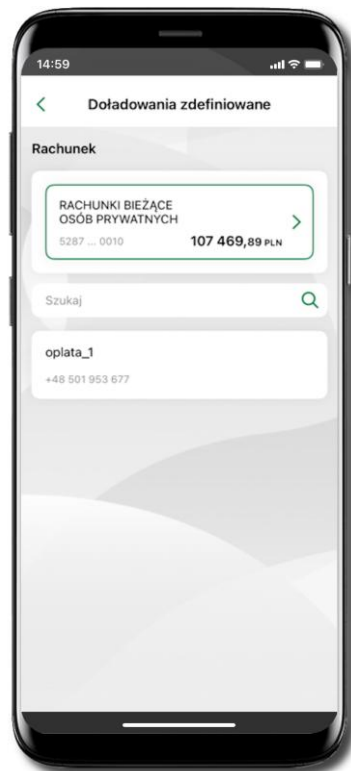 14:59
Doładowania zdefiniowane
Rachunek
RACHUNKI BIEŻĄCE
OSÓB PRYWATNYCH
5287 ... 0010 107 469,89 PLN
Szukaj
oplata_1
+48 501 953 677